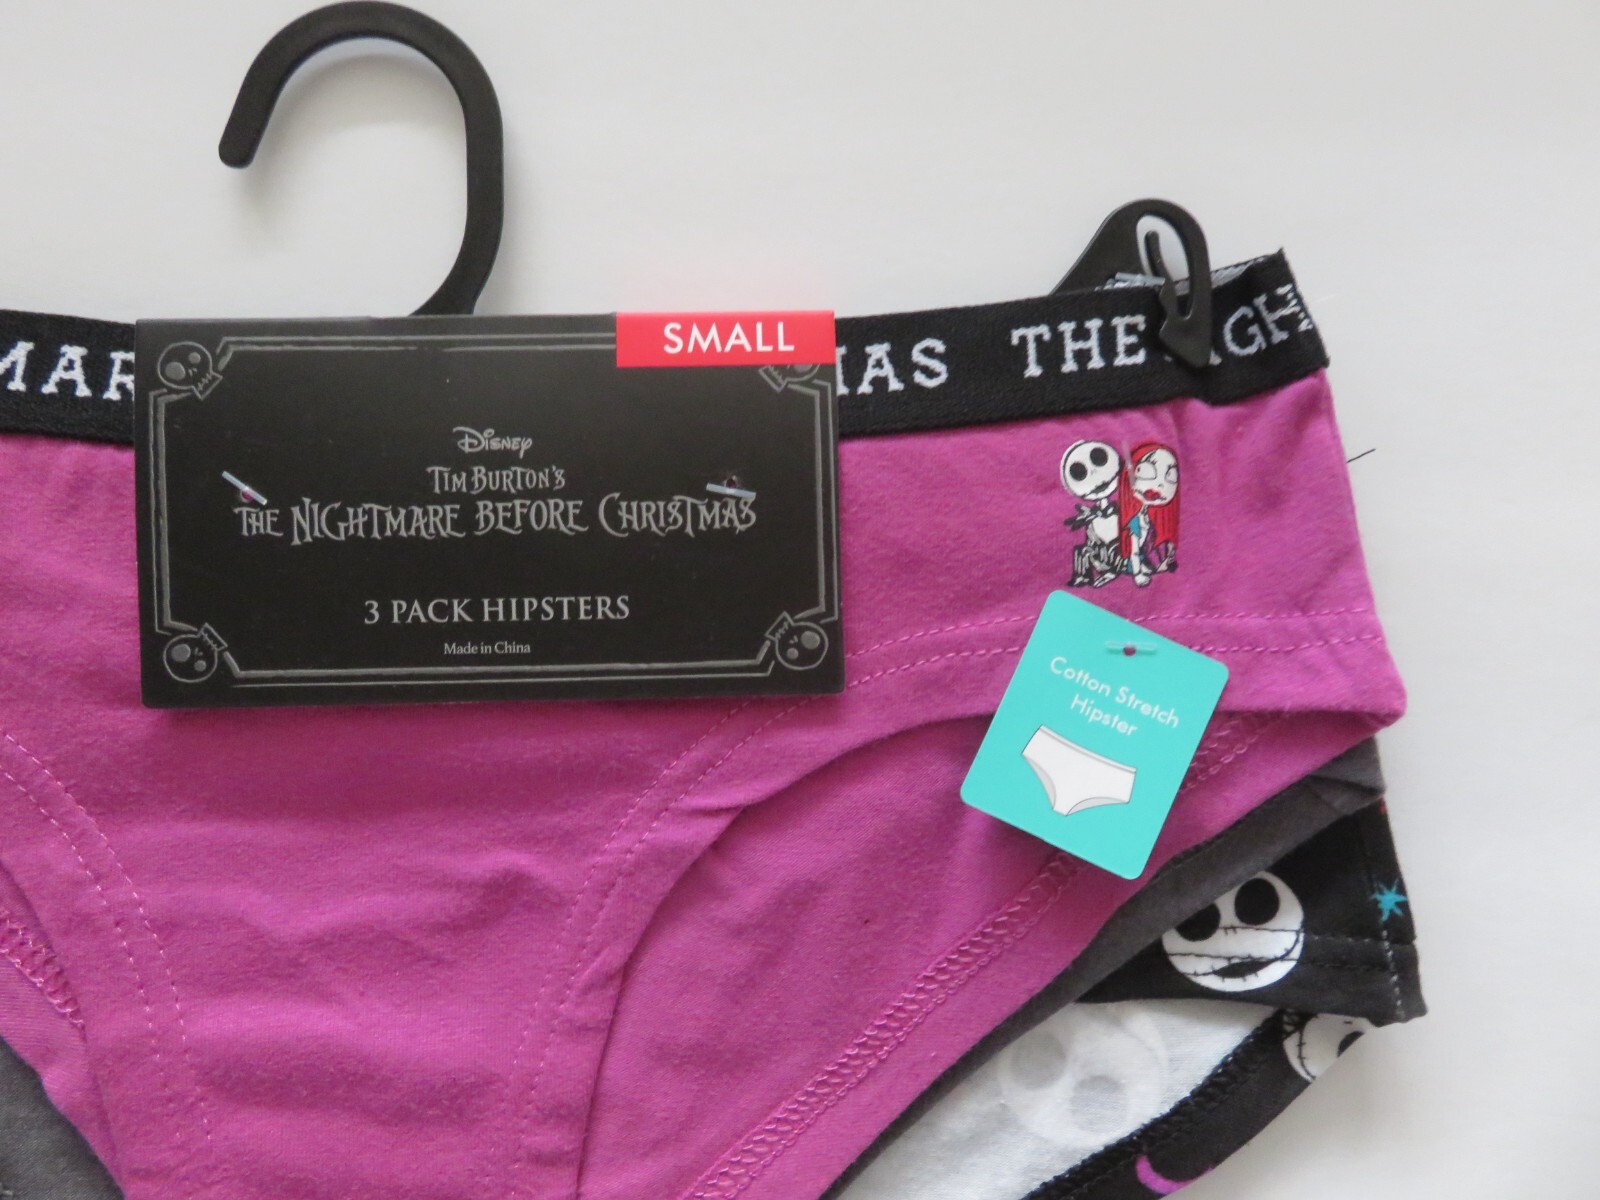 SMALL
MAR
MAS THE NIGH
Disney
TIM BURTON'S
THE NIGHTMARE BEFORE CHRISTMAS
3 PACK HIPSTERS
Made in China
Cotton Stretch
Hipster